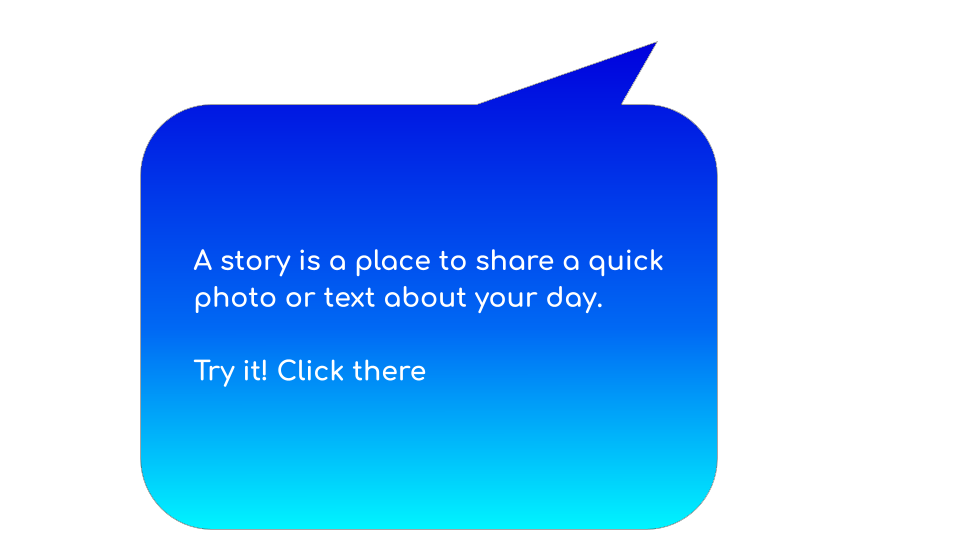 A story is a place to share a quick
photo or text about your day.
Try it! Click there